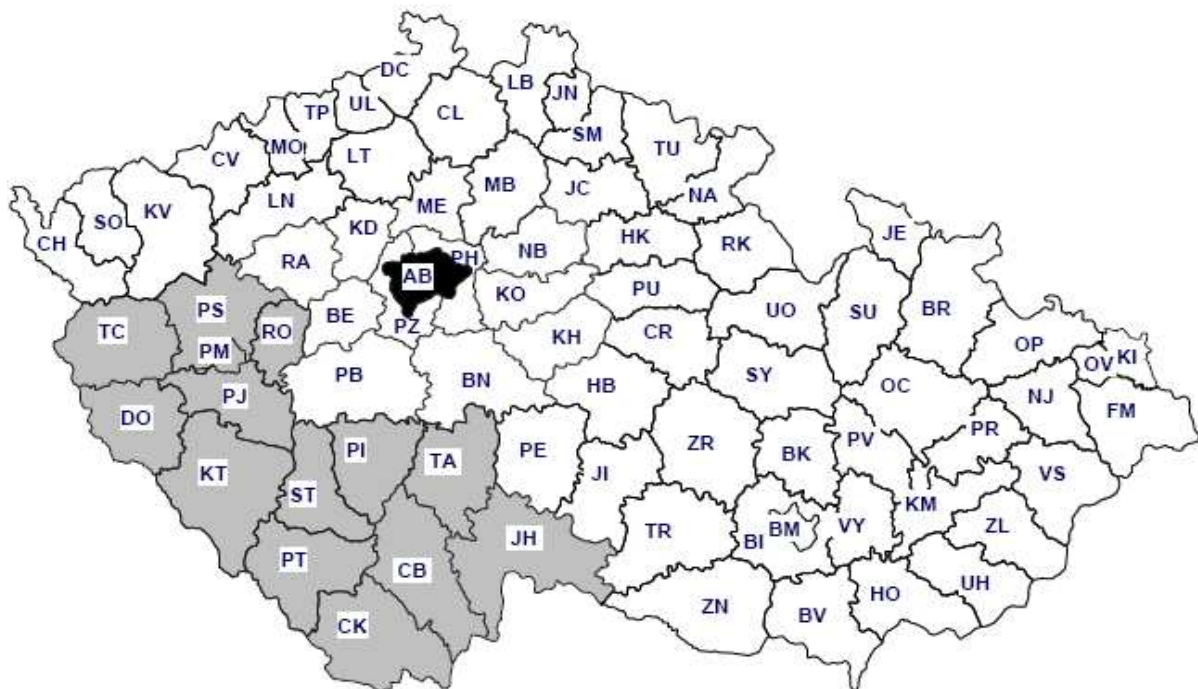 DC
LB
JN
TP
UL
CL
SM
MO
CV
LT
TU
MB
JC
NA
SO
KV
LN
ME
KD
CH
RA
NB
HK
RK
JE
AB
PH
PS
KO
PU
UO
SU
BR
TC
RO
BE
PZ
KH
CR
OP
PM
OV
KI
PB
BN
HB
SY
OC
PJ
NJ
FM
DO
PI
TA
PE
ZR
BK
PV
PR
KT
ST
JI
VS
KM
TR
BI
BM
VY
ZL
PT
CB
JH
UH
ZN
BV
HO
CK